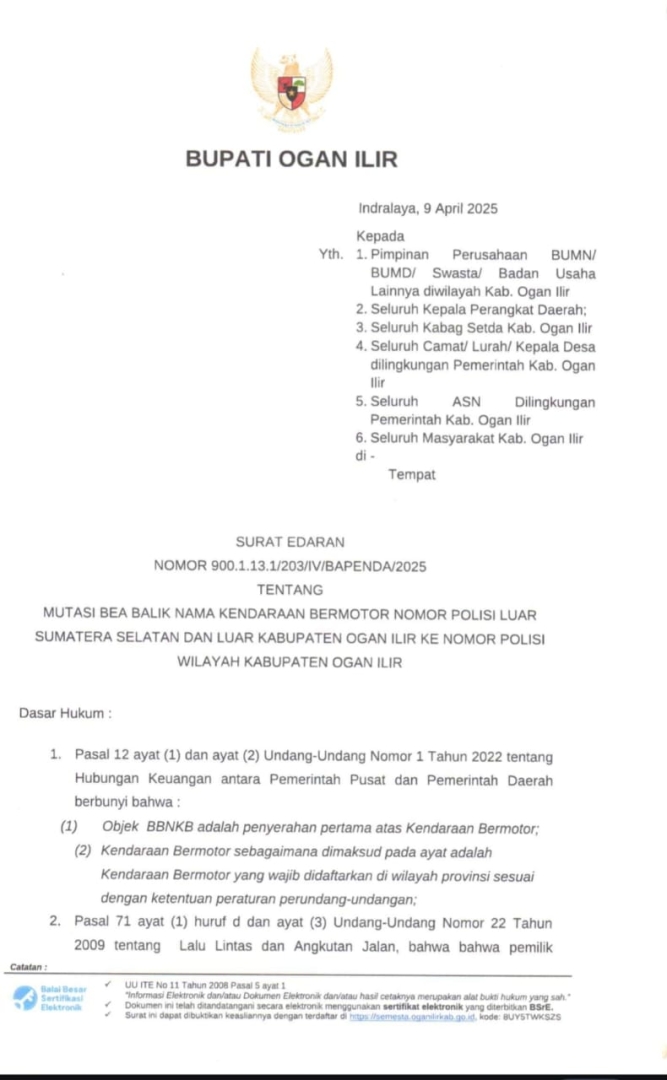 BUPATI OGAN ILIR
Indralaya, 9 April 2025
Kepada
Yth. 1. Pimpinan Perusahaan BUMN/
BUMD/ Swasta/ Badan Usaha
Lainnya diwilayah Kab. Ogan Ilir
2. Seluruh Kepala Perangkat Daerah;
3. Seluruh Kabag Setda Kab. Ogan Ilir
4. Seluruh Camat/ Lurah/ Kepala Desa
dilingkungan Pemerintah Kab. Ogan
Ilir
5. Seluruh ASN Dilingkungan
Pemerintah Kab. Ogan Ilir
6. Seluruh Masyarakat Kab. Ogan Ilir
di -
Tempat
SURAT EDARAN
NOMOR 900.1.13.1/203/IV/BAPENDA/2025
TENTANG
MUTASI BEA BALIK NAMA KENDARAAN BERMOTOR NOMOR POLISI LUAR
SUMATERA SELATAN DAN LUAR KABUPATEN OGAN ILIR KE NOMOR POLISI
WILAYAH KABUPATEN OGAN ILIR
Dasar Hukum :
1. Pasal 12 ayat (1) dan ayat (2) Undang-Undang Nomor 1 Tahun 2022 tentang
Hubungan Keuangan antara Pemerintah Pusat dan Pemerintah Daerah
berbunyi bahwa :
(1) Objek BBNKB adalah penyerahan pertama atas Kendaraan Bermotor;
(2) Kendaraan Bermotor sebagaimana dimaksud pada ayat adalah
Kendaraan Bermotor yang wajib didaftarkan di wilayah provinsi sesuai
dengan ketentuan peraturan perundang-undangan;
2. Pasal 71 ayat (1) huruf d dan ayat (3) Undang-Undang Nomor 22 Tahun
2009 tentang Lalu Lintas dan Angkutan Jalan, bahwa bahwa pemilik
Catatan :
Balai Besar
Sertifikasi
Elektronik
✓ UU ITE No 11 Tahun 2008 Pasal 5 ayat 1
"Informasi Elektronik dan/atau Dokumen Elektronik dan/atau hasil cetaknya merupakan alat bukti hukum yang sah."
✓ Dokumen ini telah ditandatangani secara elektronik menggunakan sertifikat elektronik yang diterbitkan BSrE.
✓ Surat ini dapat dibuktikan keasliannya dengan terdaftar di https://semesta.oganilirkab.go.id, kode: BUYSTWKSZS